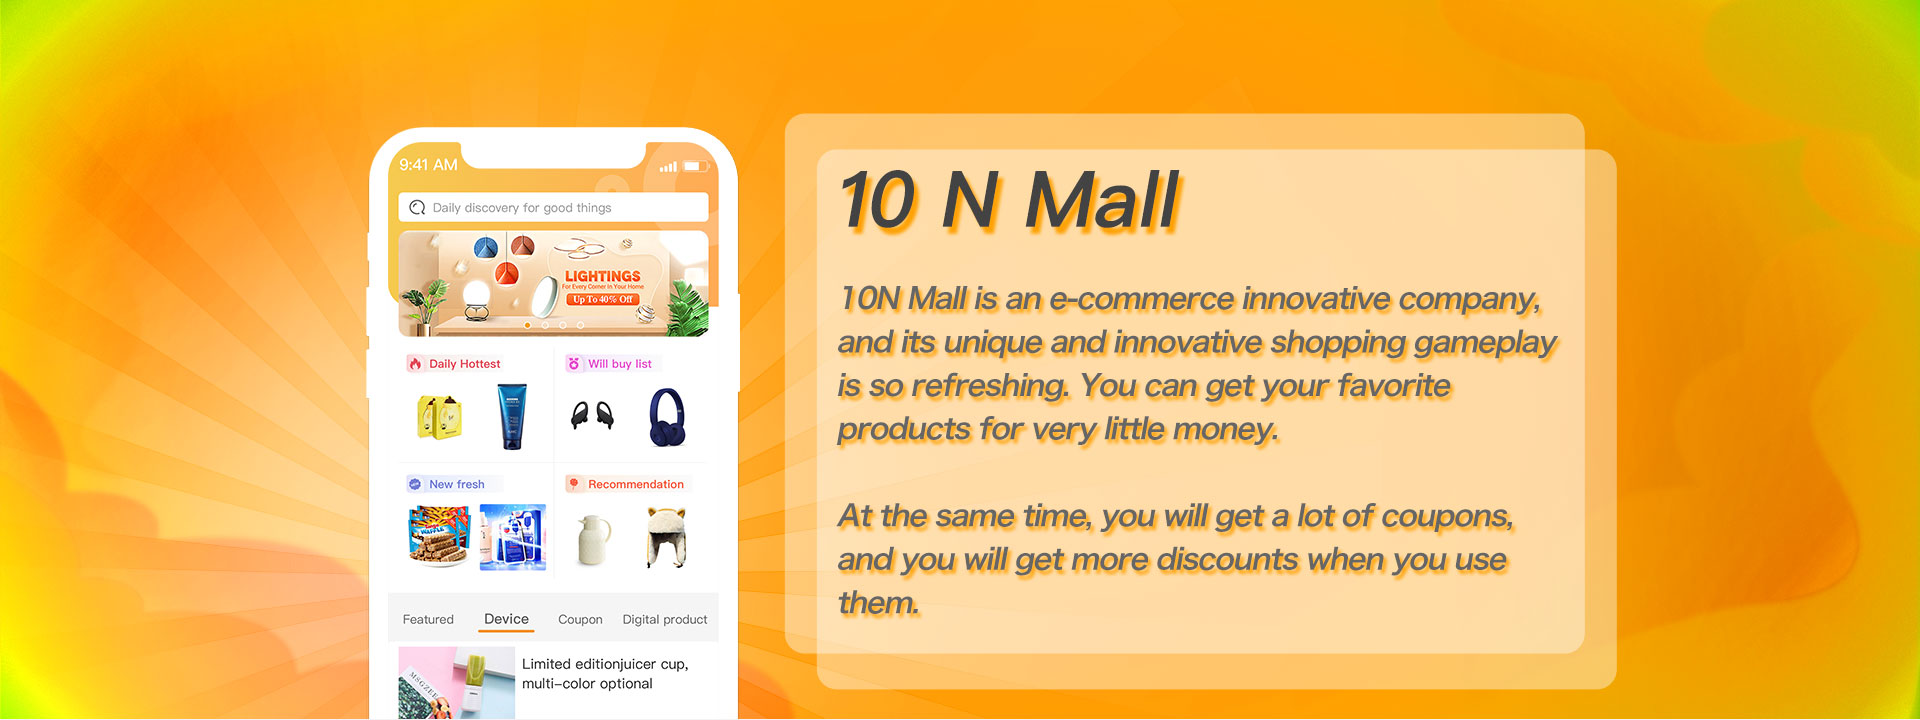 9:41 AM
Daily discovery for good things
LIGHTINGS
For Every Corner In Your Home
Up To 40% Off
Daily Hottest
Will buy list
New fresh
Recommendation
Featured
Device
Coupon
Digital product
Limited editionjuicer cup,
multi-color optional
10 N Mall
10N Mall is an e-commerce innovative company,
and its unique and innovative shopping gameplay
is so refreshing. You can get your favorite
products for very little money.
At the same time, you will get a lot of coupons,
and you will get more discounts when you use
them.